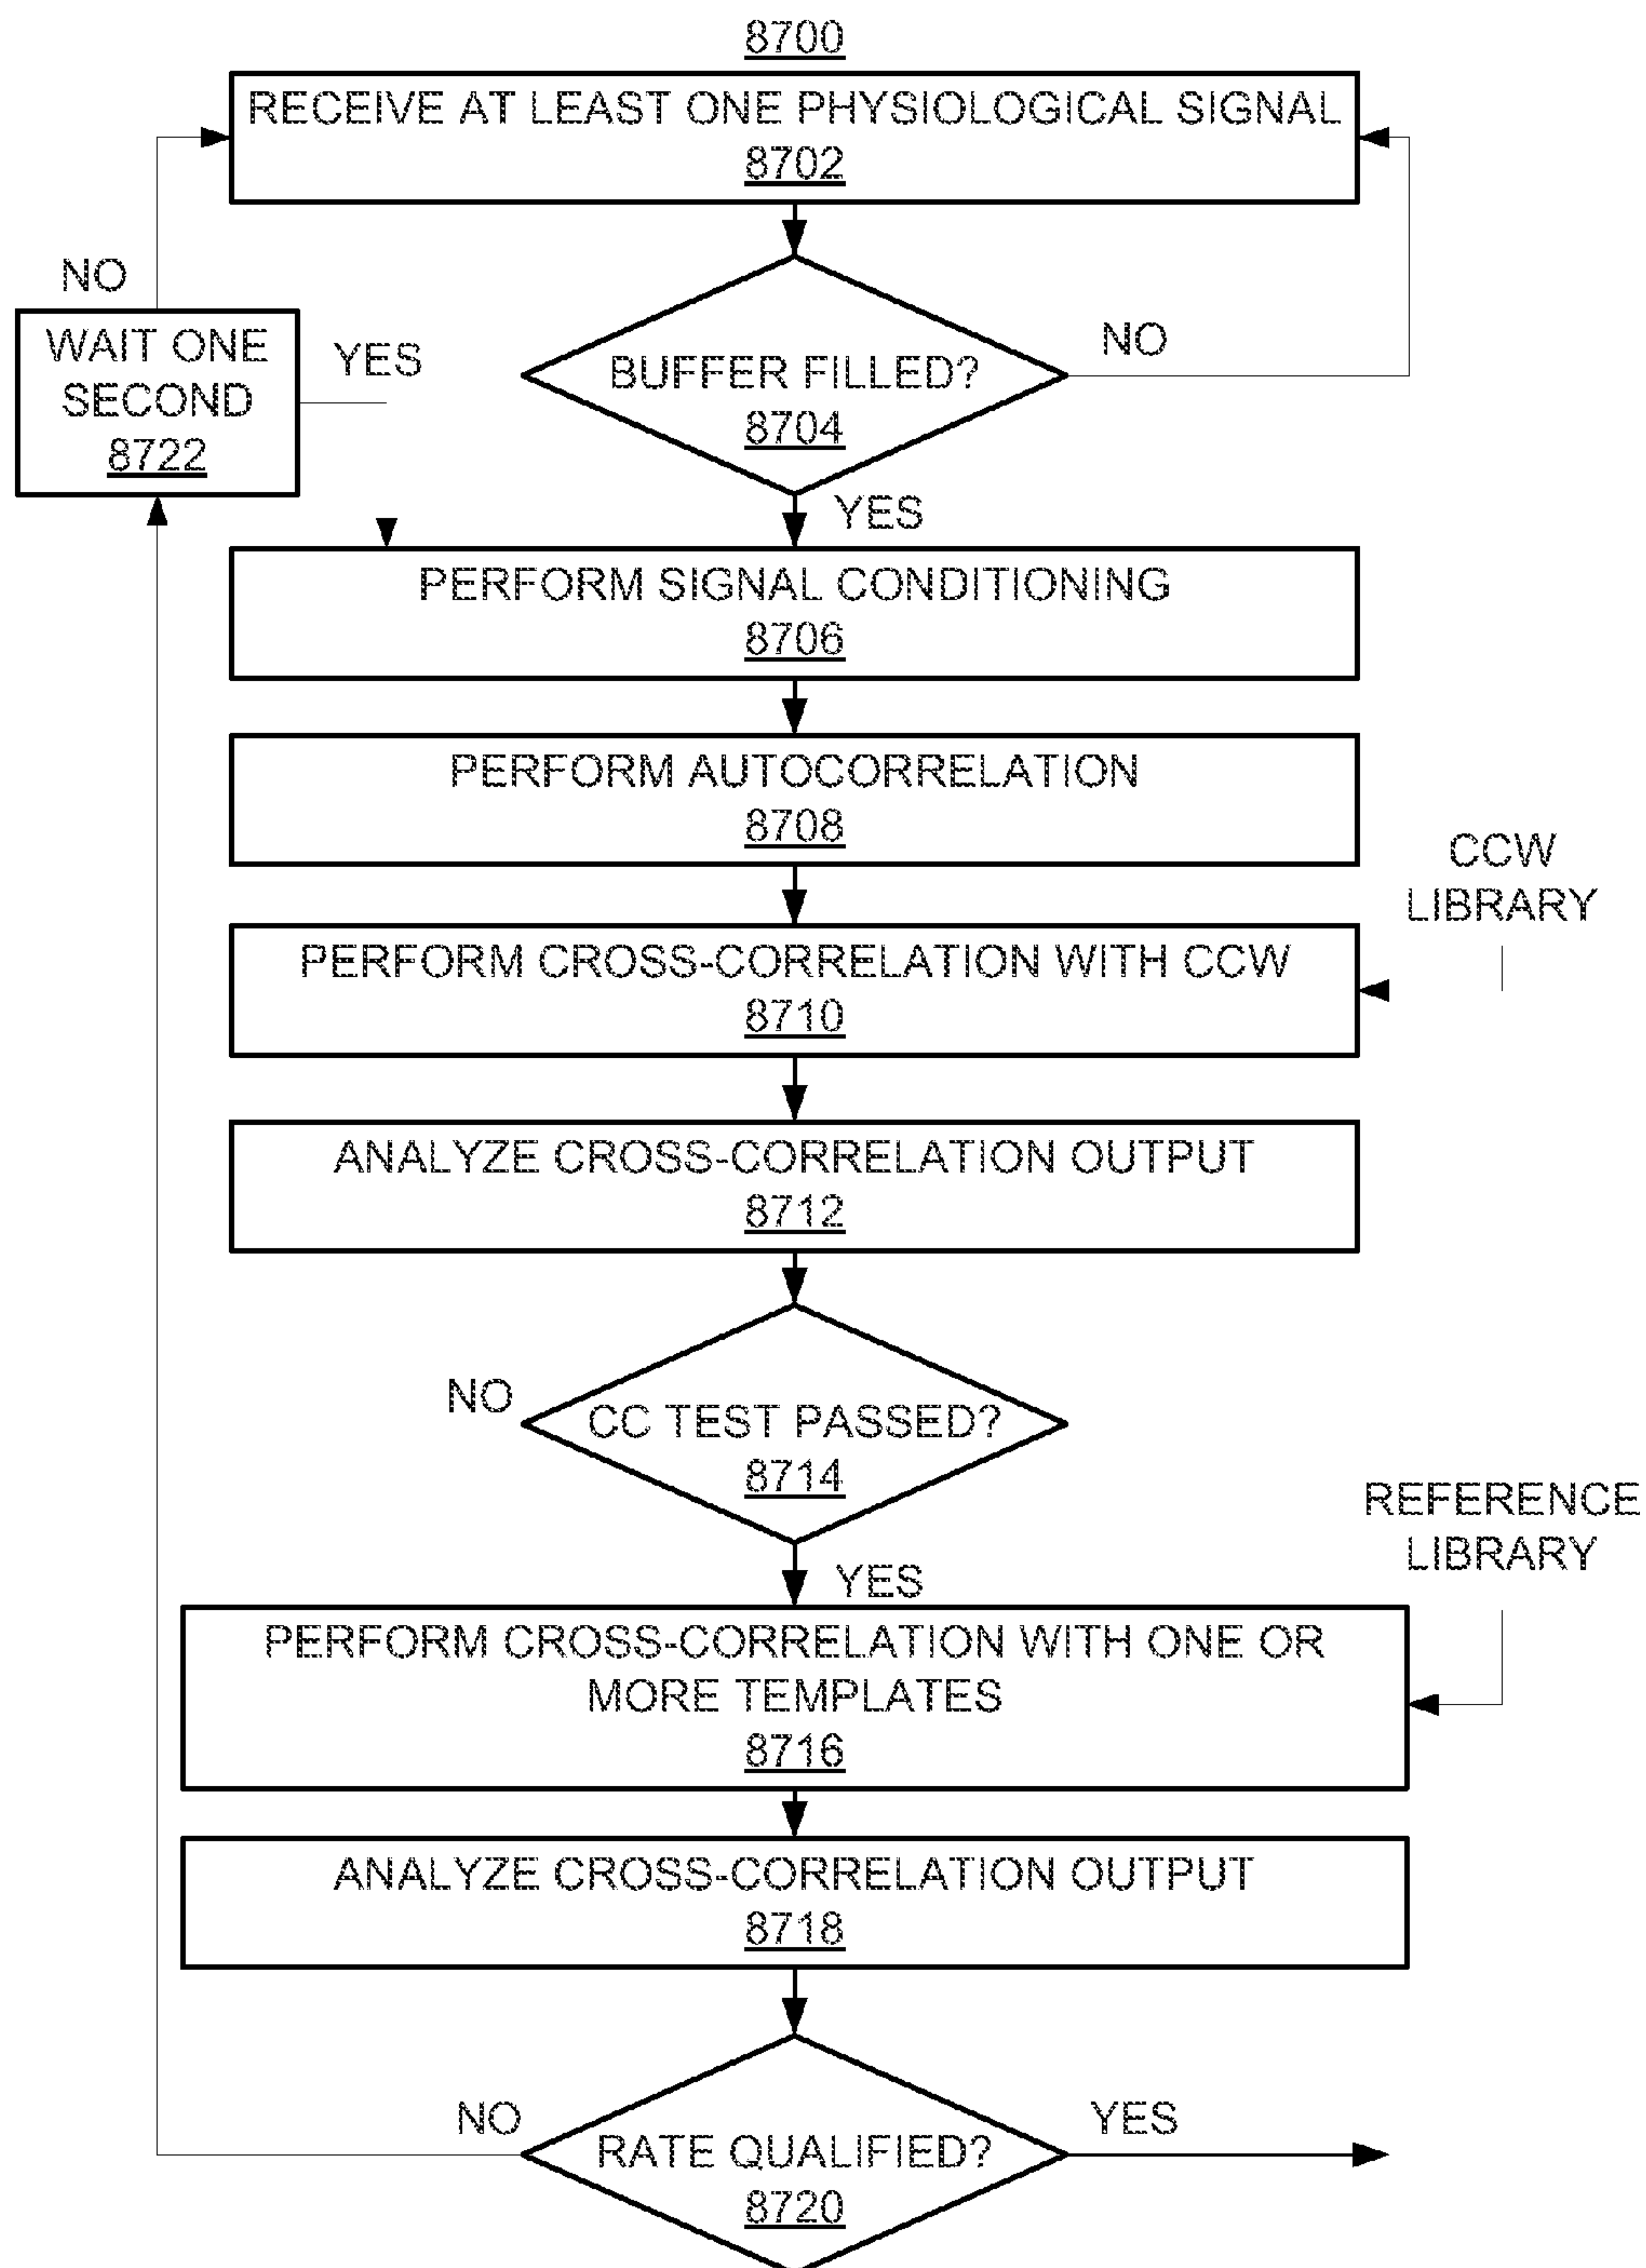 8700
RECEIVE AT LEAST ONE PHYSIOLOGICAL SIGNAL
8702
NO
WAIT ONE
SECOND
8722
YES
BUFFER FILLED?
8704
NO
YES
PERFORM SIGNAL CONDITIONING
8706
PERFORM AUTOCORRELATION
8708
CCW
LIBRARY
PERFORM CROSS-CORRELATION WITH CCW
8710
ANALYZE CROSS-CORRELATION OUTPUT
8712
NO
CC TEST PASSED?
8714
YES
REFERENCE
LIBRARY
PERFORM CROSS-CORRELATION WITH ONE OR
MORE TEMPLATES
8716
ANALYZE CROSS-CORRELATION OUTPUT
8718
NO
RATE QUALIFIED?
8720
YES